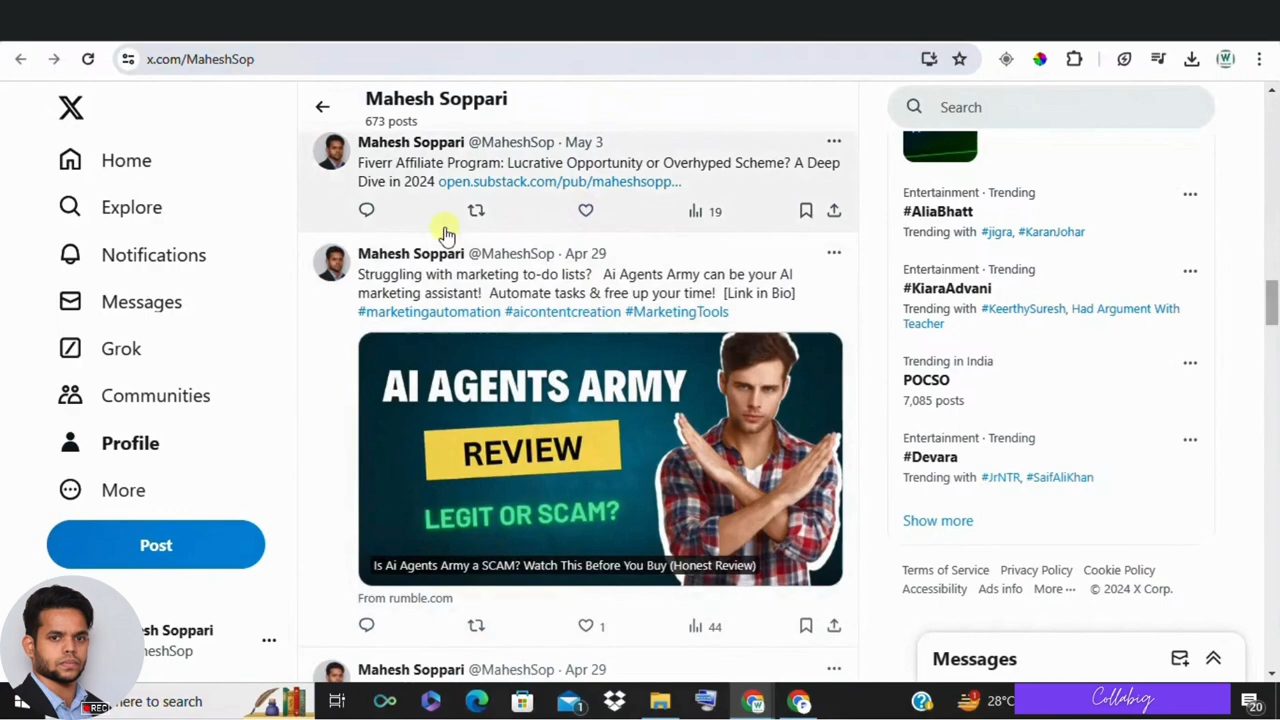 x.com/MaheshSop
Mahesh Soppari
673 posts
Search
Home
Explore
Notifications
Messages
Grok
Communities
Profile
More
Post
sh Soppari
heshSop
Mahesh Soppari @MaheshSop · May 3
Fiverr Affiliate Program: Lucrative Opportunity or Overhyped Scheme? A Deep
Dive in 2024 open.substack.com/pub/maheshsopp...
19
Mahesh Soppari @MaheshSop · Apr 29
Struggling with marketing to-do lists? Ai Agents Army can be your AI
marketing assistant! Automate tasks & free up your time! [Link in Bio]
#marketingautomation #aicontentcreation #MarketingTools
AI AGENTS ARMY
REVIEW
LEGIT OR SCAM?
Is Ai Agents Army a SCAM? Watch This Before You Buy (Honest Review)
From rumble.com
1
44
Mahesh Soppari @MaheshSop · Apr 29
Entertainment · Trending
#AliaBhatt
Trending with #jigra, #KaranJohar
Entertainment · Trending
#KiaraAdvani
Trending with #KeerthySuresh, Had Argument With
Teacher
Trending in India
POCSO
7,085 posts
Entertainment · Trending
#Devara
Trending with #JrNTR, #SaifAliKhan
Show more
Terms of Service Privacy Policy Cookie Policy
Accessibility Ads info More ··· © 2024 X Corp.
Messages
REC
here to search
1
28°C
Collabig
20